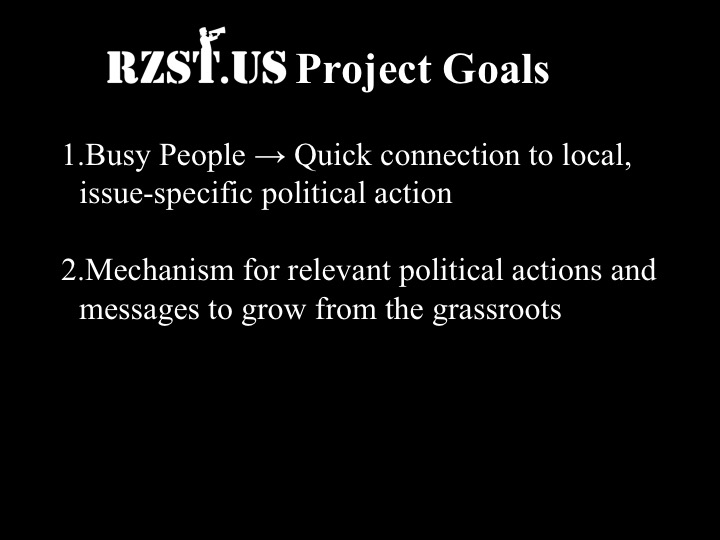 RZST.US Project Goals
1.Busy People → Quick connection to local,
issue-specific political action
2.Mechanism for relevant political actions and
messages to grow from the grassroots